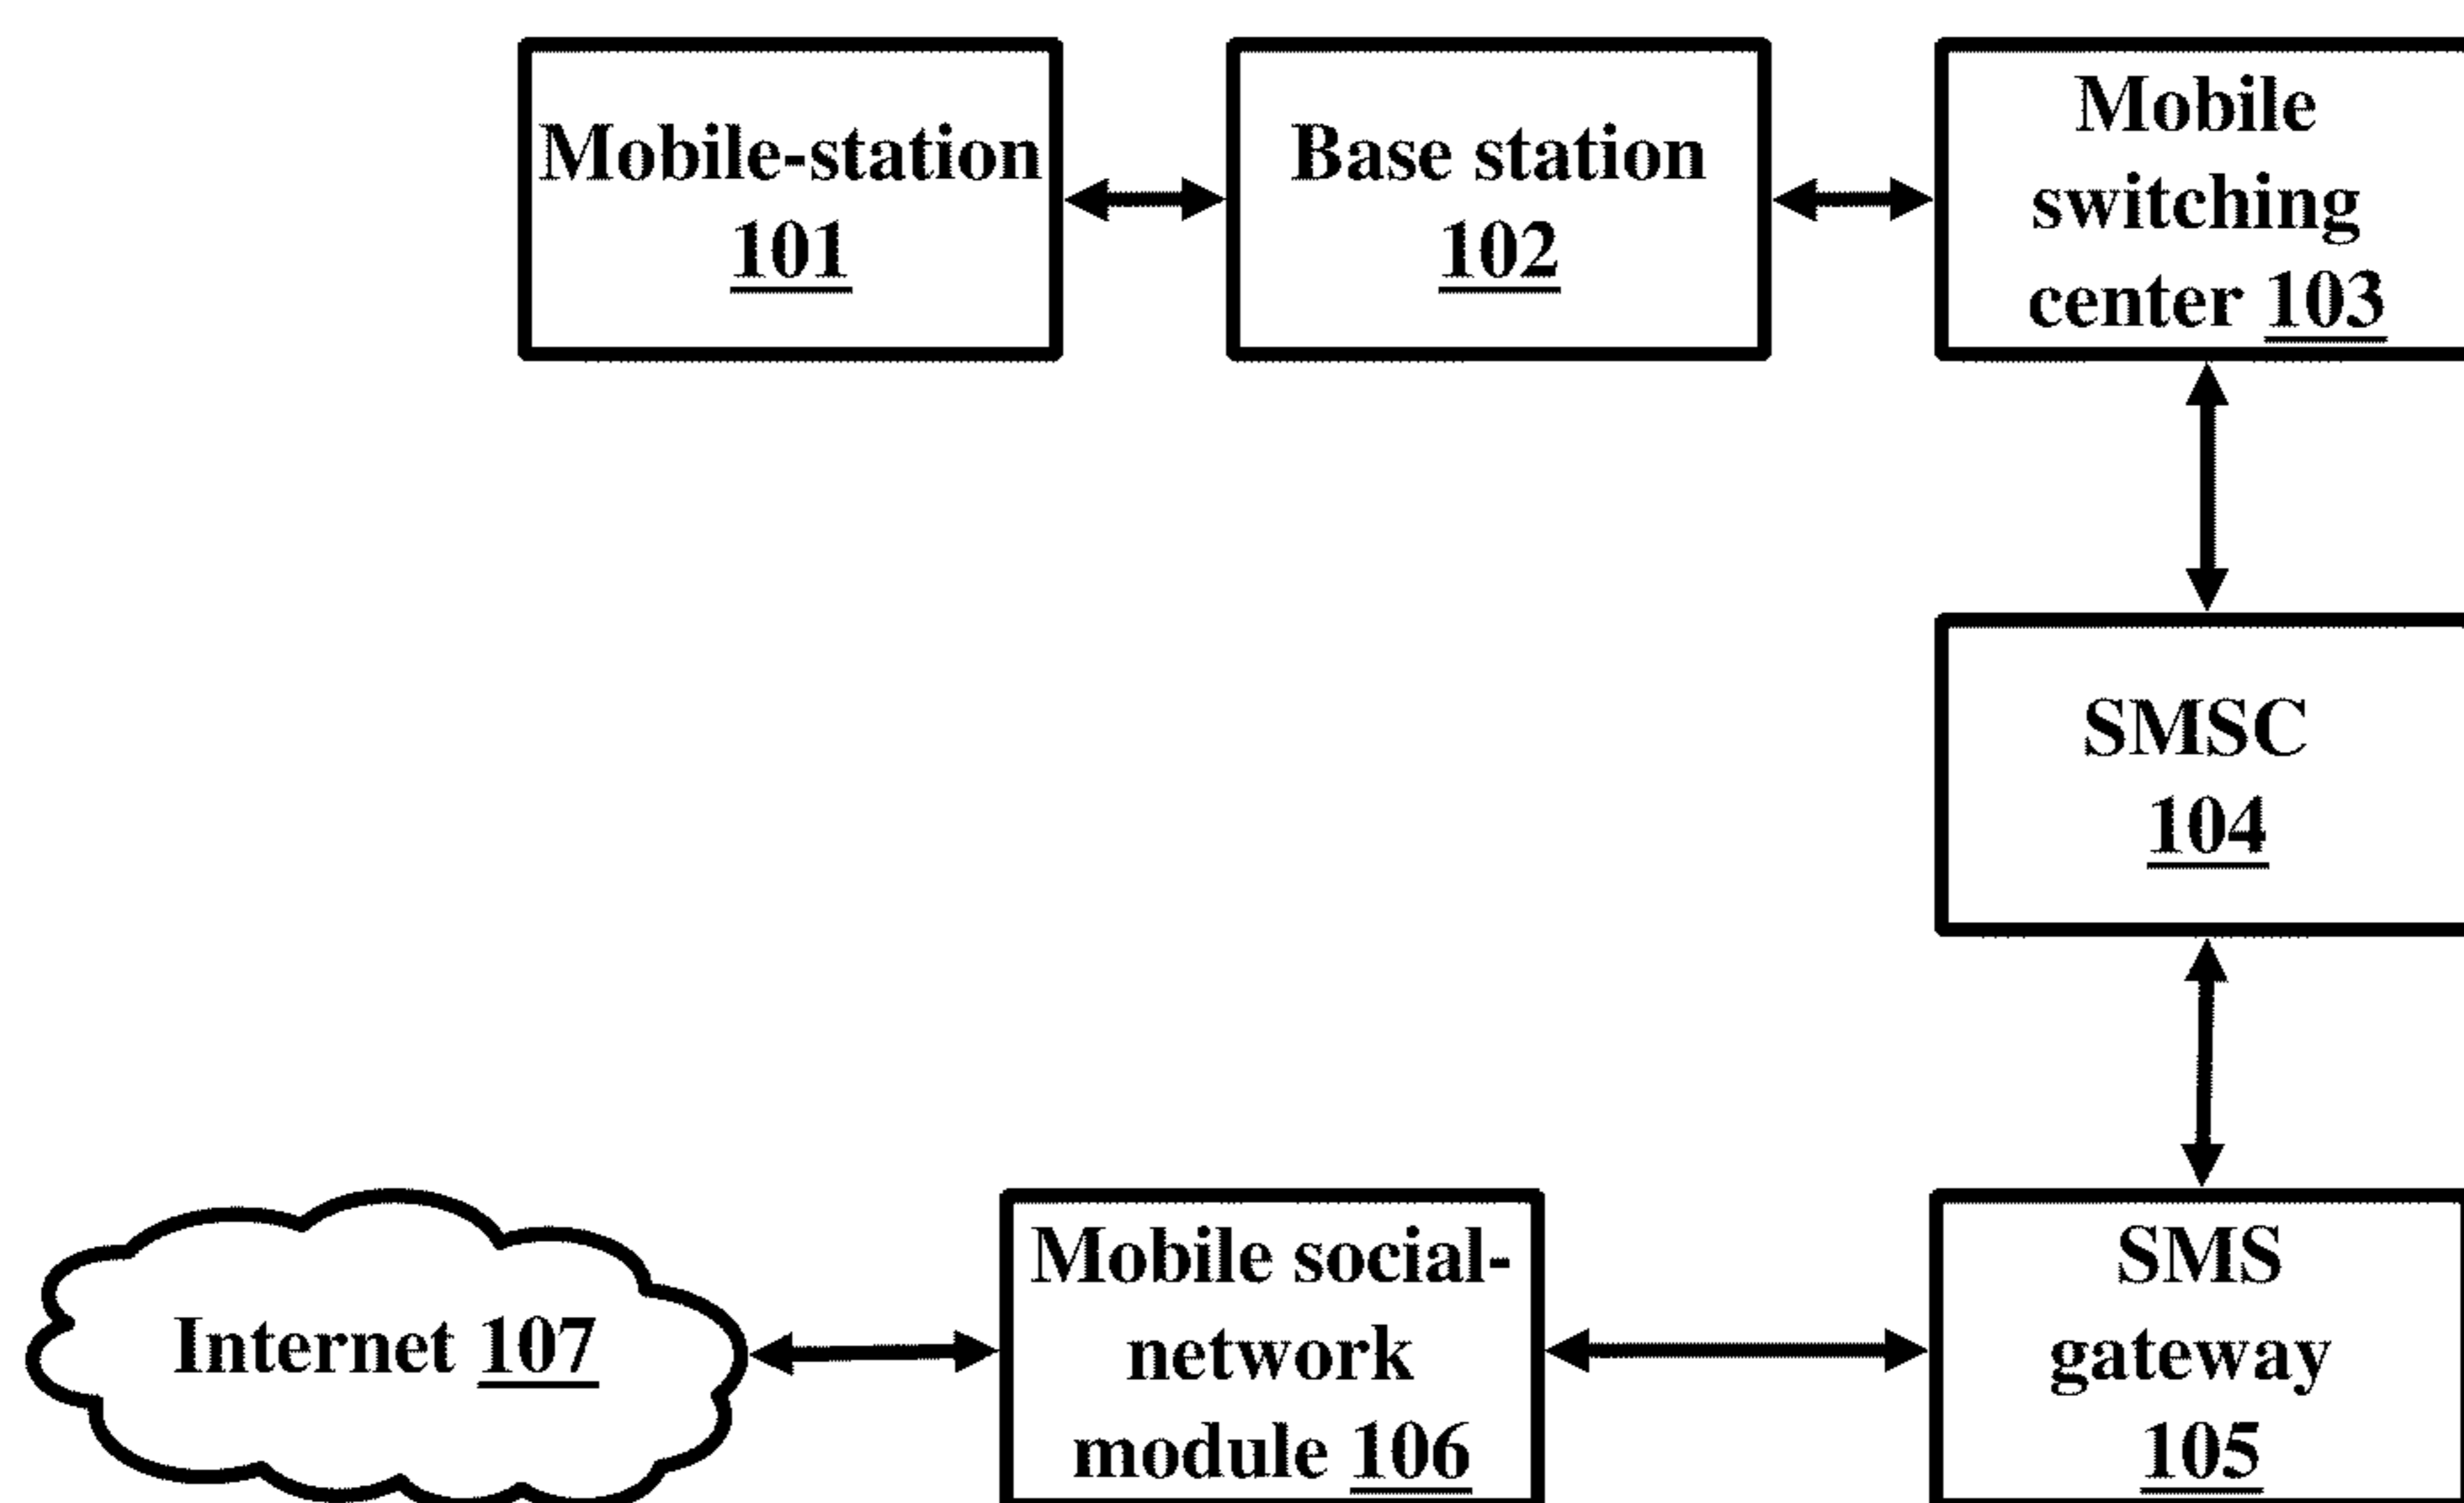 Mobile-station
101
Base station
102
Mobile
switching
center 103
SMSC
104
SMS
gateway
105
Mobile social-
network
module 106
Internet 107